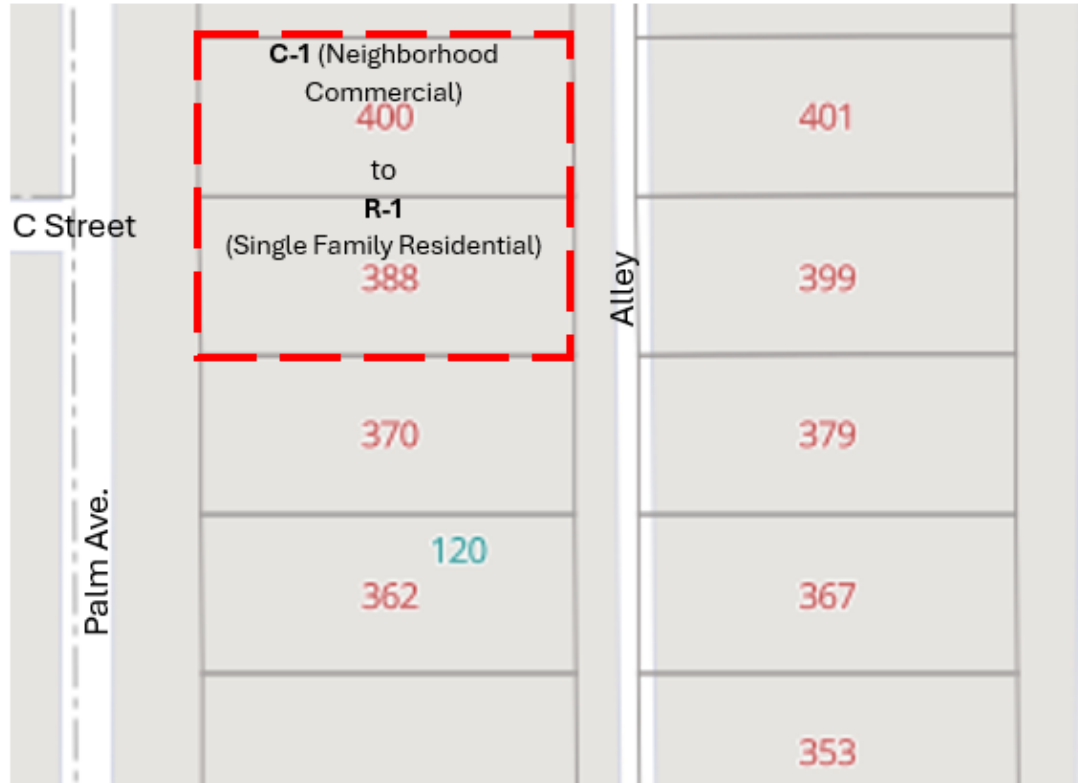 C-1 (Neighborhood
Commercial)
400
to
R-1
(Single Family Residential)
388
401
C Street
399
Alley
370
379
Palm Ave.
120
362
367
353